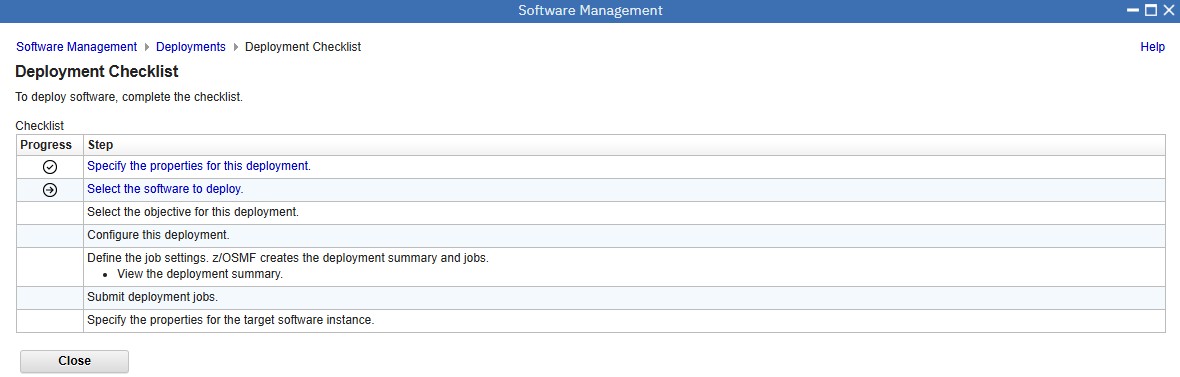 Software Management
Software Management Deployments Deployment Checklist Help
Deployment Checklist
To deploy software, complete the checklist.
Checklist
Progress Step
Specify the properties for this deployment.
Select the software to deploy.
Select the objective for this deployment.
Configure this deployment.
Define the job settings. z/OSMF creates the deployment summary and jobs.
• View the deployment summary.
Submit deployment jobs.
Specify the properties for the target software instance.
Close